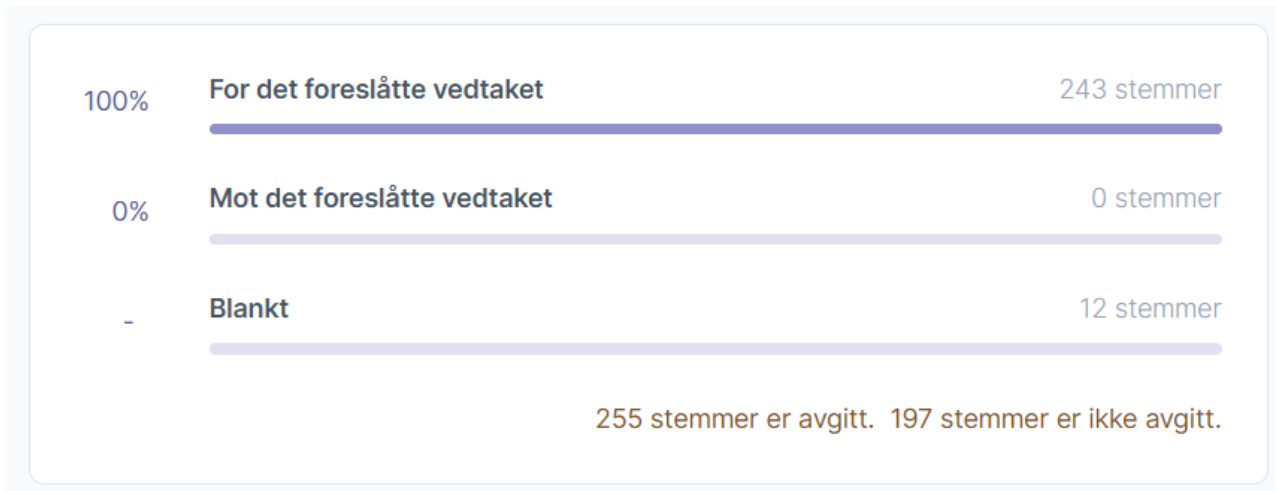 100%
For det foreslåtte vedtaket 243 stemmer
0%
Mot det foreslåtte vedtaket 0 stemmer
-
Blankt 12 stemmer
255 stemmer er avgitt. 197 stemmer er ikke avgitt.